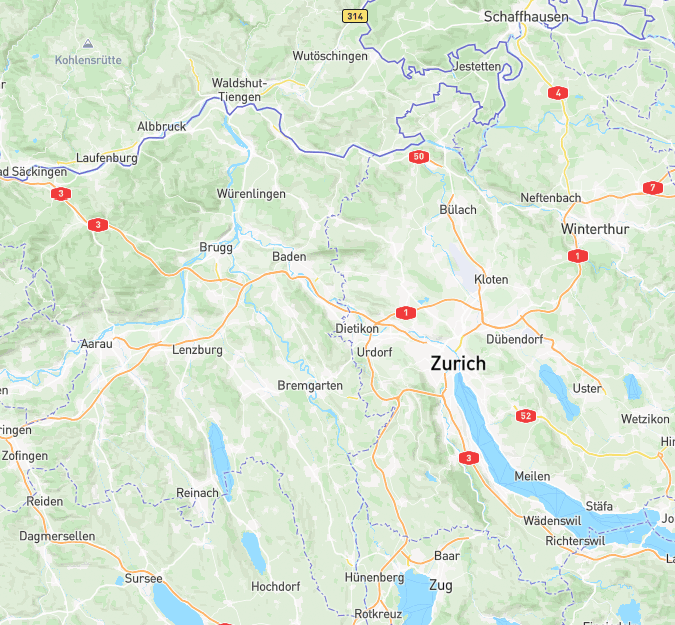 314
Schaffhausen
Kohlensrütte
Wutöschingen
Jestetten
Waldshut-
Tiengen
4
Albbruck
Laufenburg
50
Säckingen
3
Würenlingen
Neftenbach
7
Bülach
3
Winterthur
Brugg
Baden
1
Kloten
1
Dietikon
Aarau
Lenzburg
Urdorf
Dübendorf
Zurich
Bremgarten
Uster
52
Wetzikon
Zofingen
3
Meilen
Reinach
Reiden
Stäfa
Wädenswil
Dagmersellen
Richterswil
Baar
Sursee
Hünenberg
Hochdorf
Zug
Rotkreuz